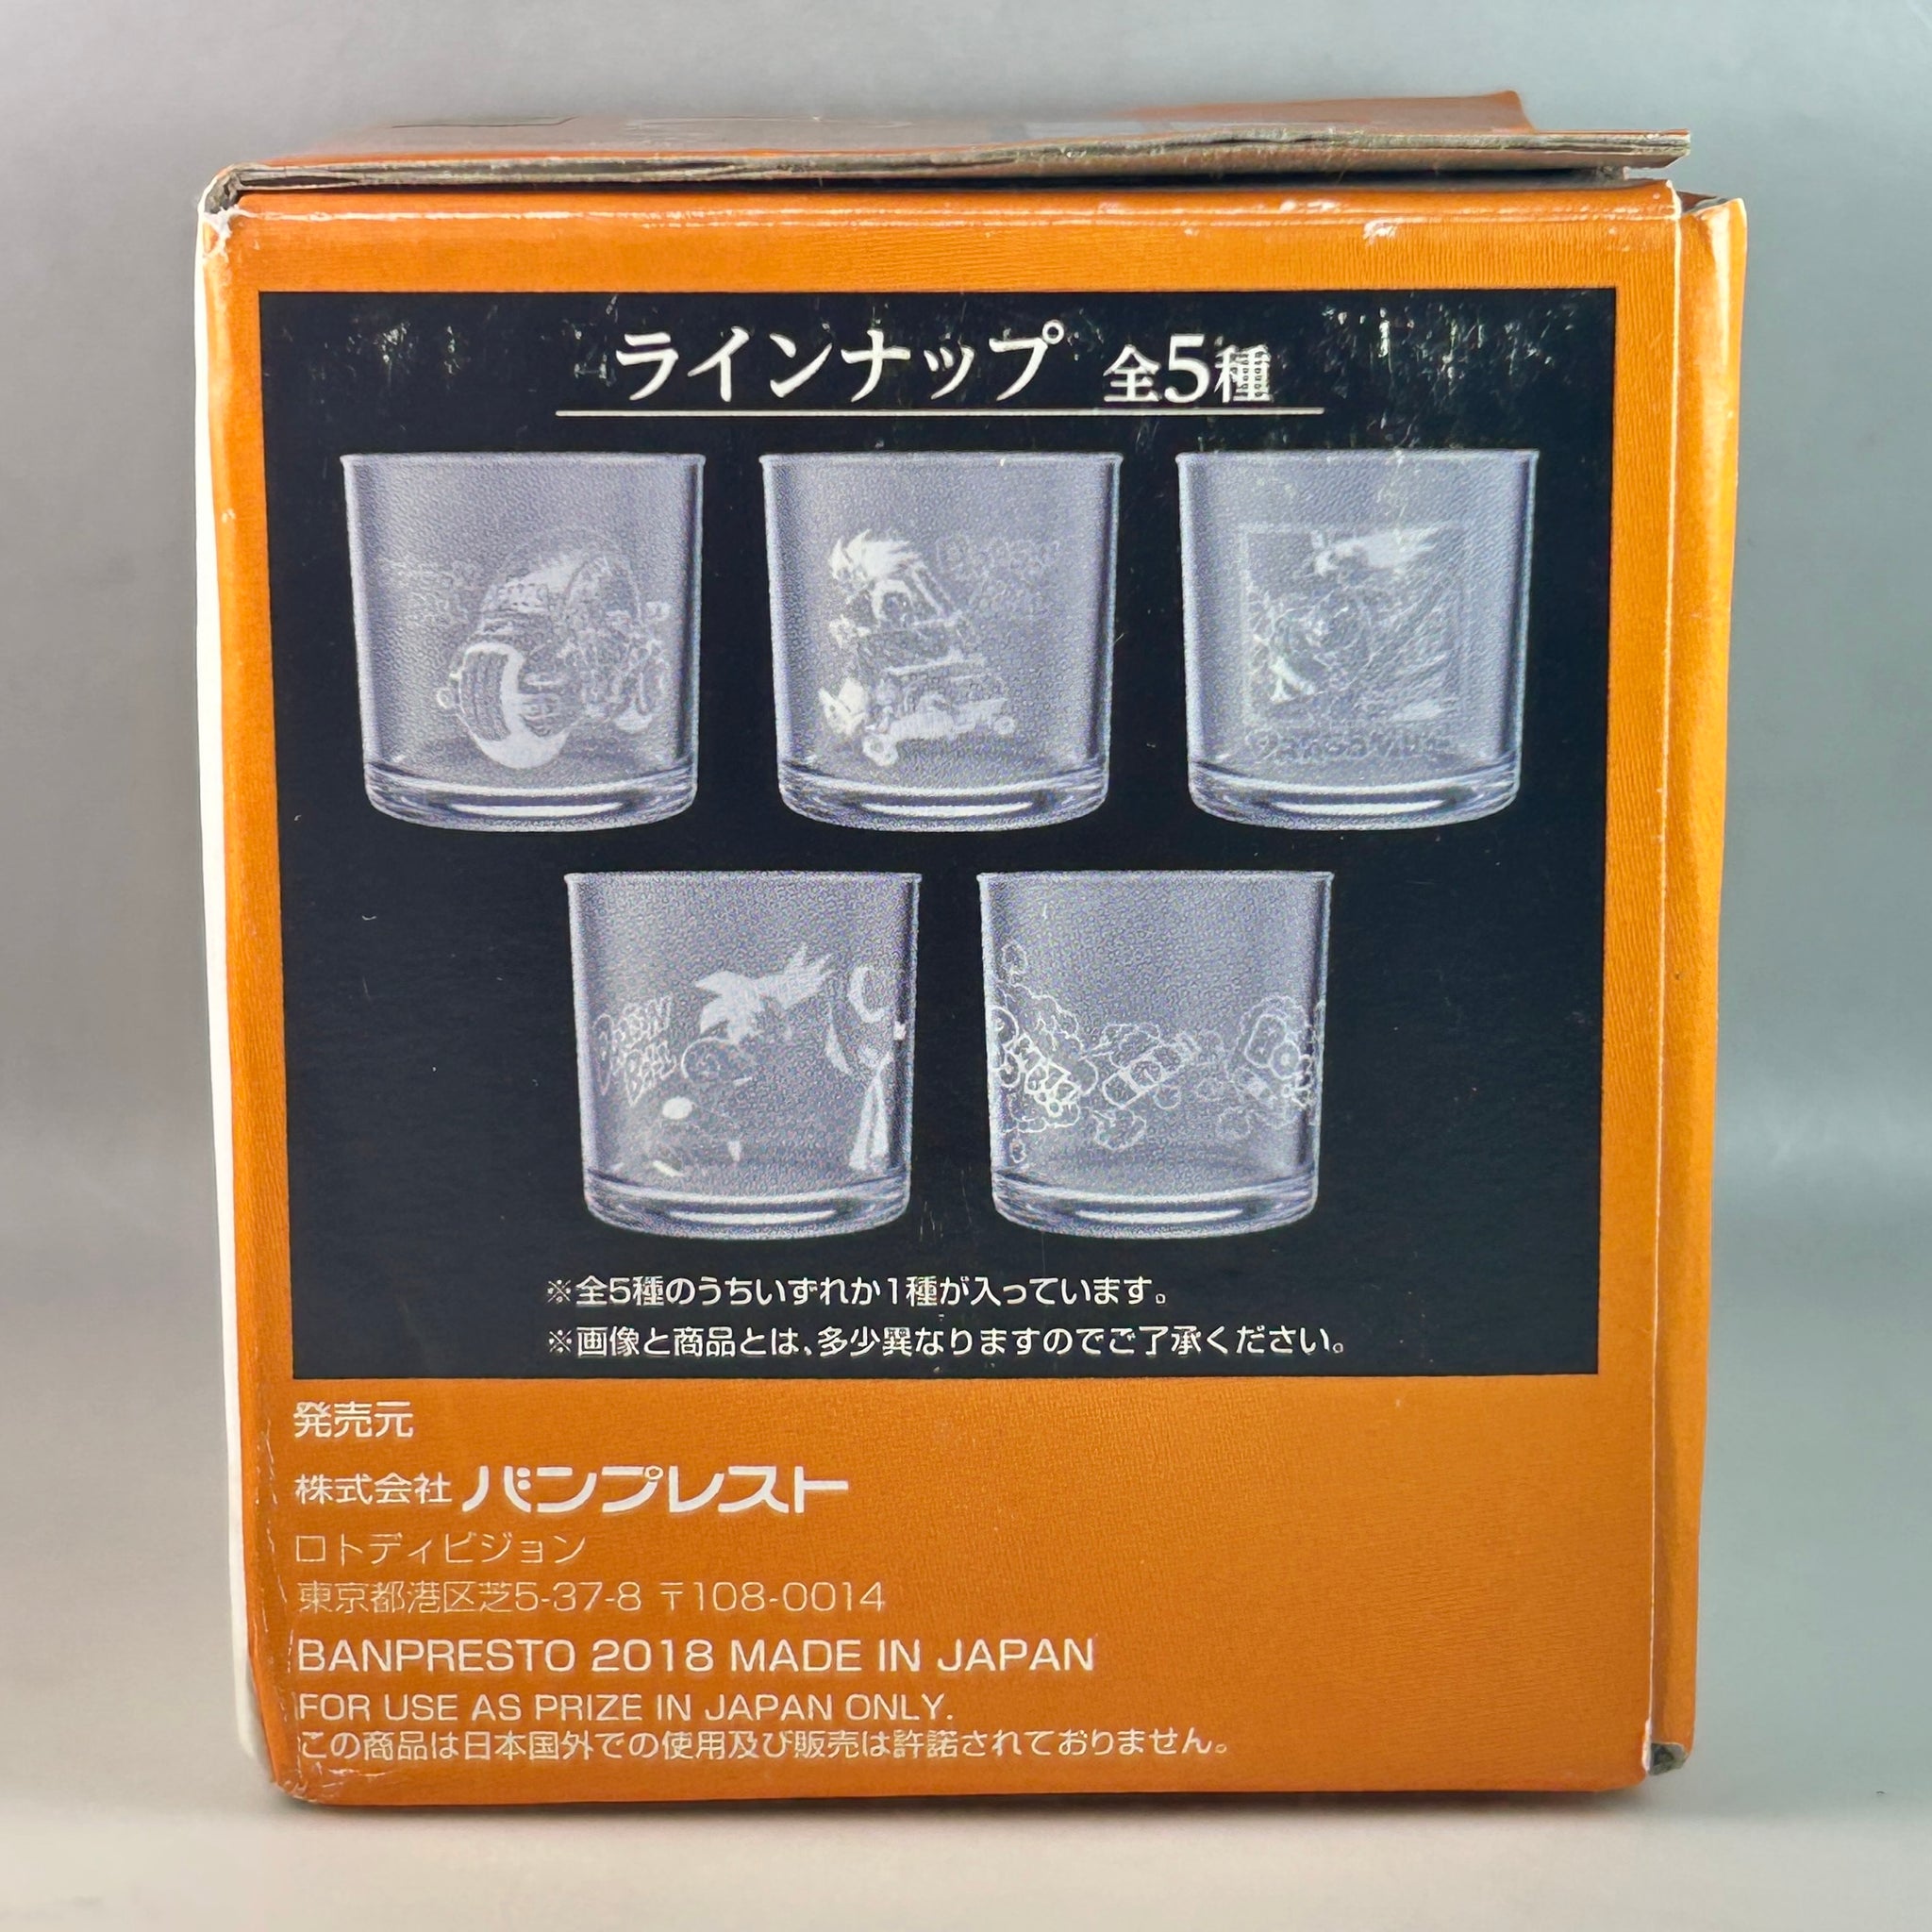 ラインナップ 全5種
DRAGON BALL
※全5種のうちいずれか1種が入っています。
※画像と商品とは、多少異なりますのでご了承ください。
発売元
株式会社 バンプレスト
ロトディビジョン
東京都港区芝5-37-8 〒108-0014
BANPRESTO 2018 MADE IN JAPAN
FOR USE AS PRIZE IN JAPAN ONLY.
この商品は日本国外での使用及び販売は許諾されておりません。